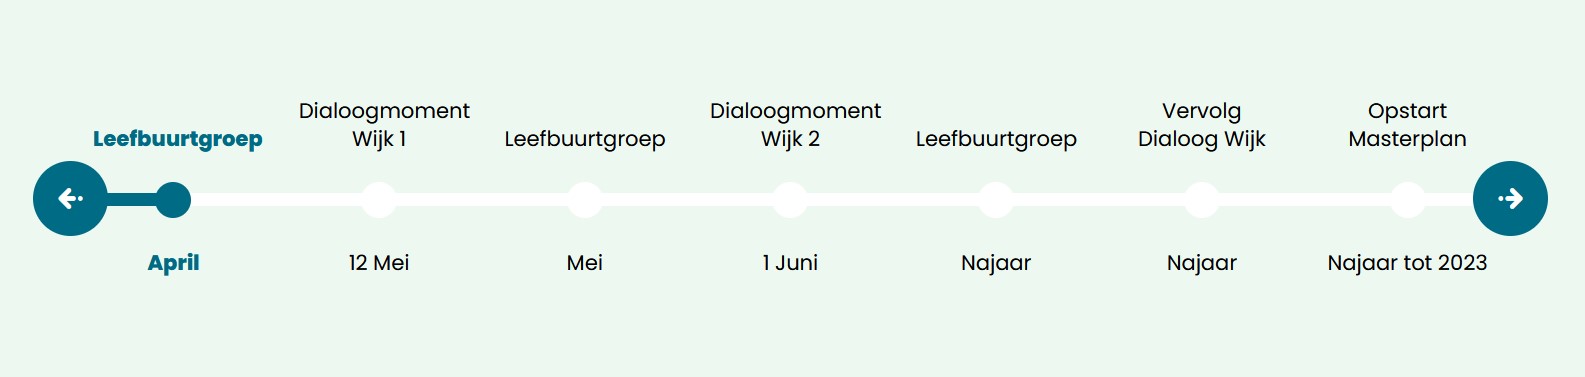 Leefbuurtgroep
April
Dialoogmoment
Wijk 1
12 Mei
Leefbuurtgroep
Mei
Dialoogmoment
Wijk 2
1 Juni
Leefbuurtgroep
Najaar
Vervolg
Dialoog Wijk
Najaar
Opstart
Masterplan
Najaar tot 2023